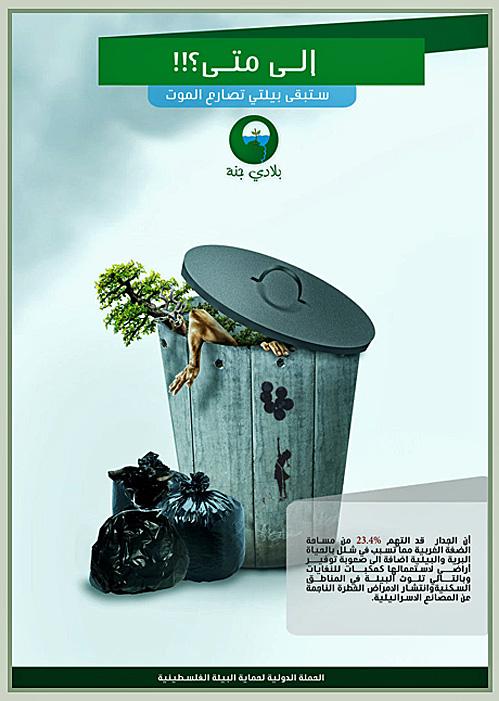 إلى متى؟!!
ستبقى بيئتي تصارع الموت
بلادي جنة
أن الجدار قد التهم 23.4% من مساحة
الضفة الغربية مما تسبب في شلل بالحياة
البرية والبيئية اضافة الى صعوبة توفير
أراضي لاستعمالها كمكبات للنفايات
وبالتالي تلوث البيئة في المناطق
السكنية وانتشار الامراض الخطرة الناجمة
عن المصانع الاسرائيلية.
الحملة الدولية لحماية البيئة الفلسطينية